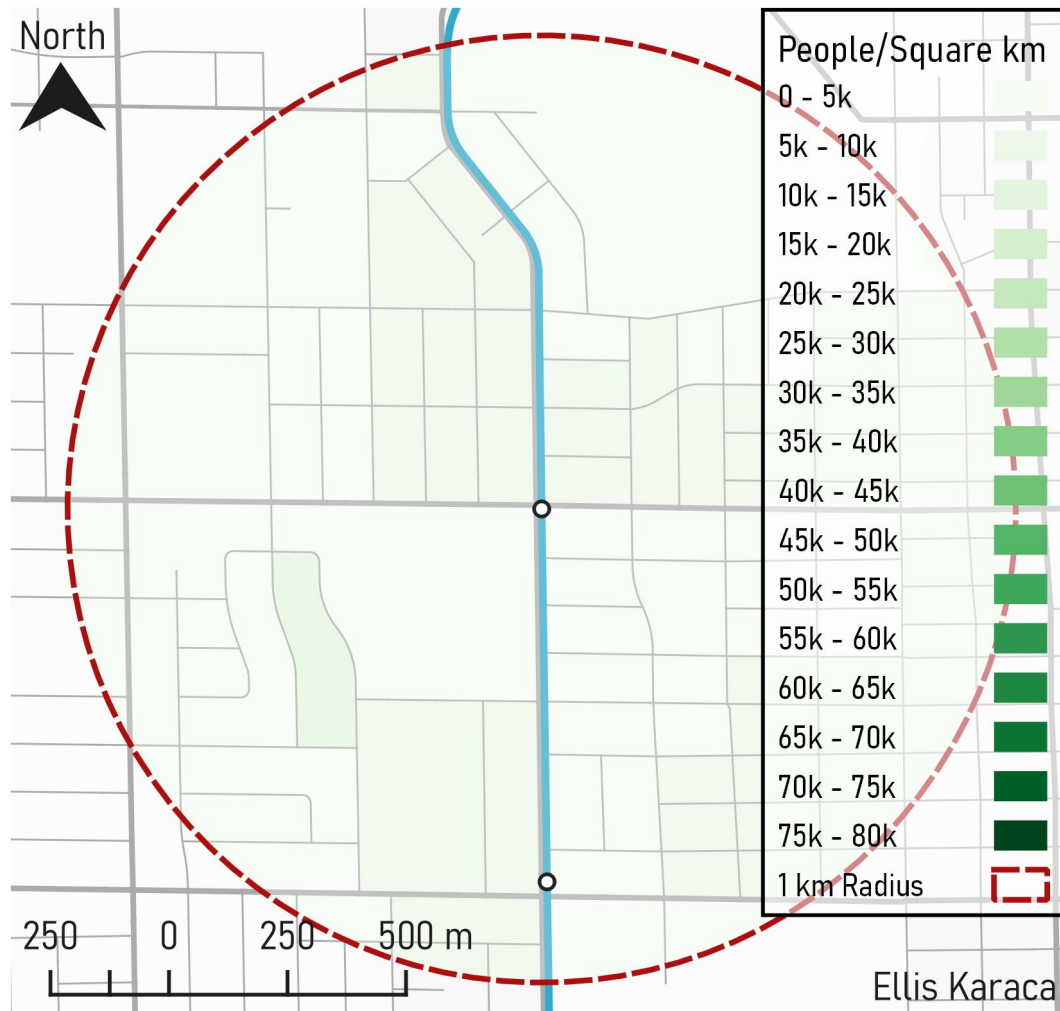 North
People/Square km
0 - 5k
5k - 10k
10k - 15k
15k - 20k
20k - 25k
25k - 30k
30k - 35k
35k - 40k
40k - 45k
45k - 50k
50k - 55k
55k - 60k
60k - 65k
65k - 70k
70k - 75k
75k - 80k
1 km Radius
250 0 250 500 m
Ellis Karaca